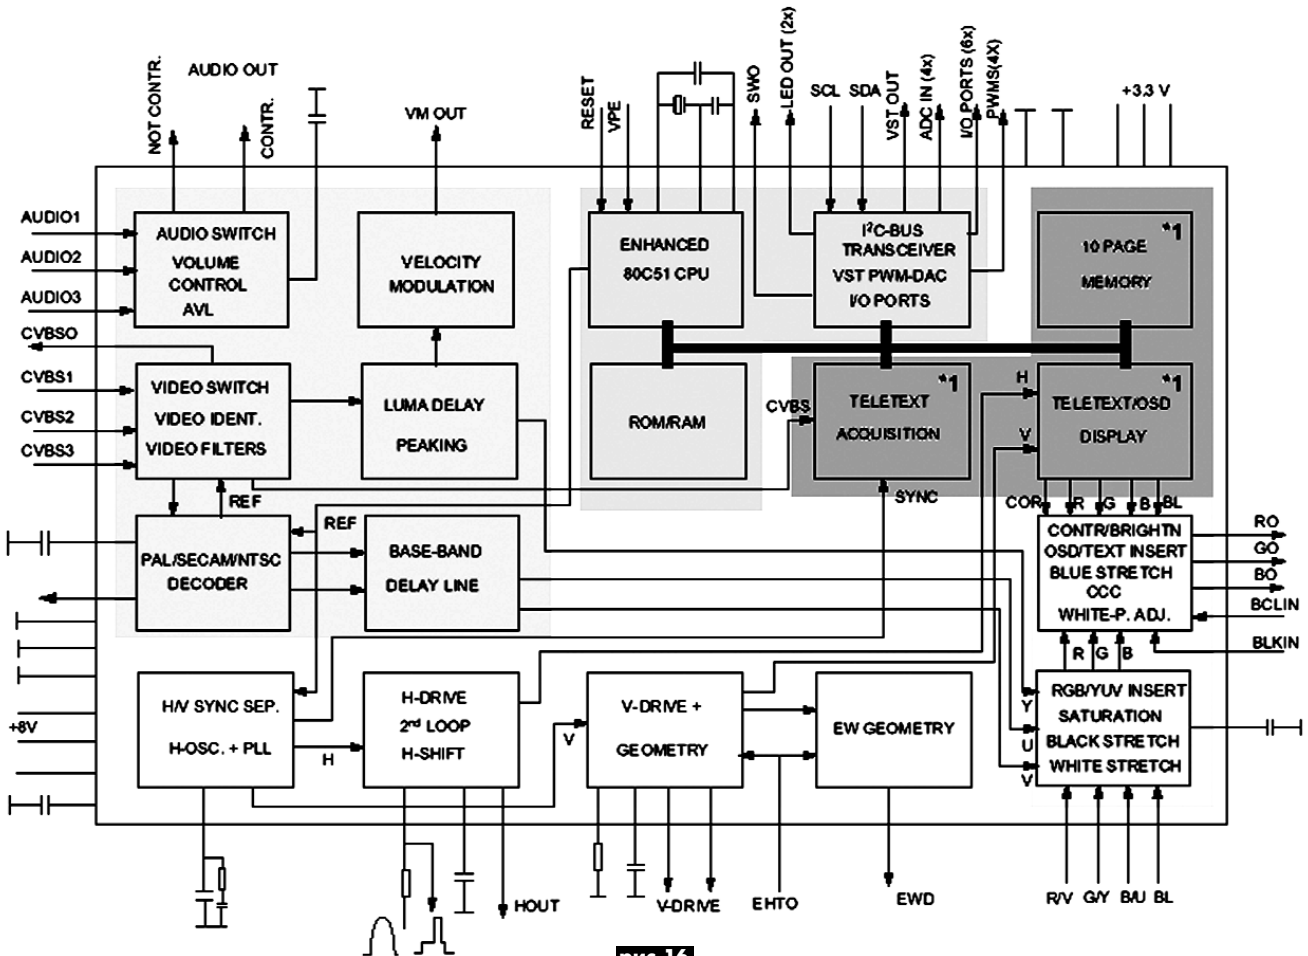 AUDIO OUT
NOT CONTR.
CONTR.
VM OUT
RESET
VPE
SWO
LED OUT (2x)
SCL
SDA
VST OUT
ADC IN (4x)
I/O PORTS (6x)
PWMS(4X)
+3.3 V
AUDIO1
AUDIO2
AUDIO3
CVBSO
CVBS1
CVBS2
CVBS3
AUDIO SWITCH
VOLUME
CONTROL
AVL
VELOCITY
MODULATION
ENHANCED
80C51 CPU
I²C-BUS
TRANSCEIVER
VST PWM-DAC
I/O PORTS
*1
10 PAGE
MEMORY
VIDEO SWITCH
VIDEO IDENT.
VIDEO FILTERS
LUMA DELAY
PEAKING
ROM/RAM
CVBS
*1
TELETEXT
ACQUISITION
H
V
*1
TELETEXT/OSD
DISPLAY
REF
REF
SYNC
COR
R
G
B
BL
PAL/SECAM/NTSC
DECODER
BASE-BAND
DELAY LINE
CONTR/BRIGHTN
OSD/TEXT INSERT
BLUE STRETCH
CCC
WHITE-P. ADJ.
RO
GO
BO
BCLIN
BLKIN
R
G
B
+8V
H/V SYNC SEP.
H-OSC. + PLL
H
H-DRIVE
2nd LOOP
H-SHIFT
V
V-DRIVE +
GEOMETRY
EW GEOMETRY
Y
U
V
RGB/YUV INSERT
SATURATION
BLACK STRETCH
WHITE STRETCH
HOUT
V-DRIVE
EHTO
EWD
R/V
G/Y
B/U
BL
рис 16